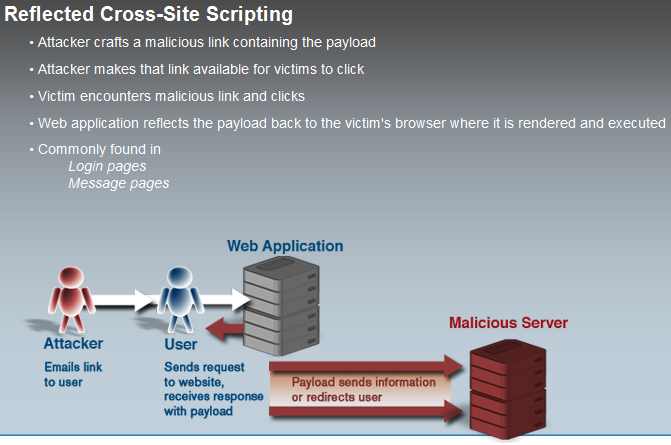 Reflected Cross-Site Scripting
• Attacker crafts a malicious link containing the payload
• Attacker makes that link available for victims to click
• Victim encounters malicious link and clicks
• Web application reflects the payload back to the victim's browser where it is rendered and executed
• Commonly found in
Login pages
Message pages
Web Application
Attacker
Emails link
to user
User
Sends request
to website,
receives response
with payload
Malicious Server
Payload sends information
or redirects user